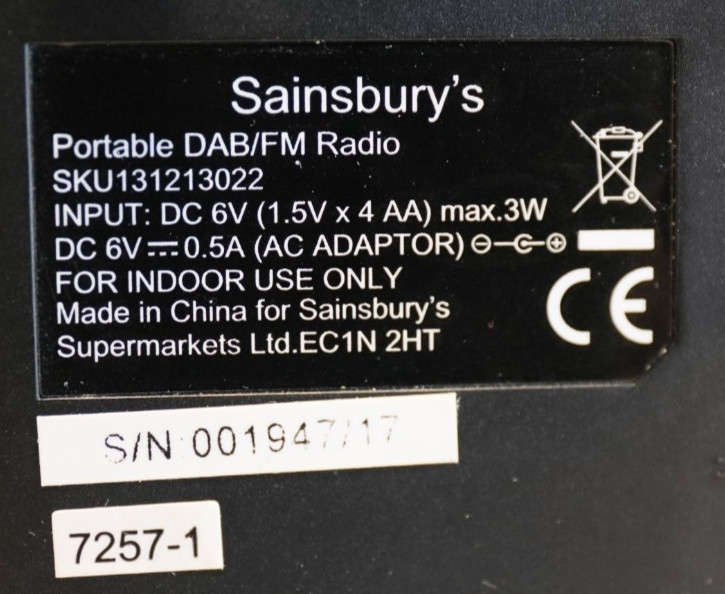 Sainsbury's
Portable DAB/FM Radio
SKU131213022
INPUT: DC 6V (1.5V x 4 AA) max.3W
DC 6V⎓0.5A (AC ADAPTOR)
FOR INDOOR USE ONLY
Made in China for Sainsbury's
Supermarkets Ltd.EC1N 2HT
CE
S/N:001947/17
7257-1